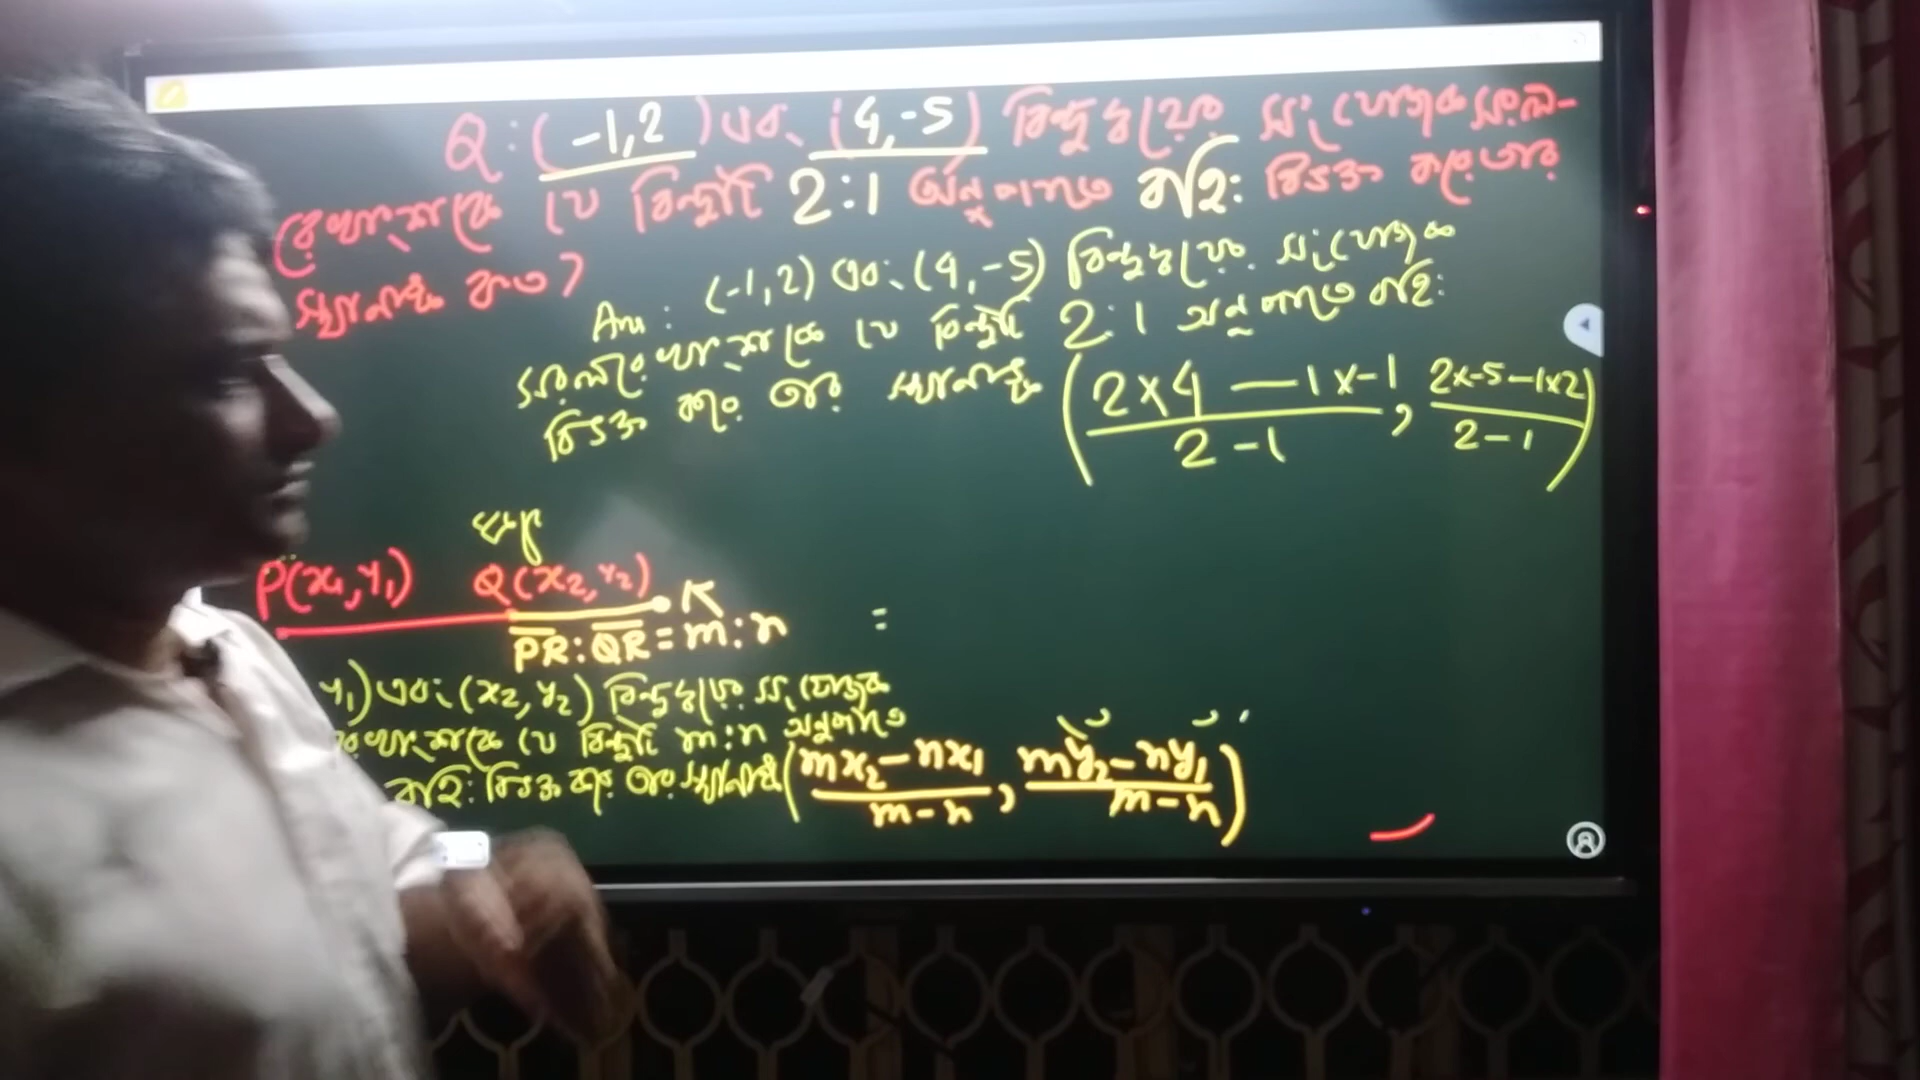 Q : (-1,2) এবং (4,-5) বিন্দুদ্বয়ের সংযোজক সরল-
রেখাংশকে যে বিন্দুটি 2:1 অনুপাতে বহি: বিভক্ত করে তার
স্থানাঙ্ক কত?
Ans : (-1,2) এবং (4,-5) বিন্দুদ্বয়ের সংযোজক
সরলরেখাংশকে যে বিন্দুটি 2:1 অনুপাতে বহি:
বিভক্ত করে তার স্থানাঙ্ক (2×4 - 1×-1 / 2-1, 2×-5-1×2 / 2-1)
P(x₁,y₁) Q(x₂,y₂) R
PR:QR = m:n =
y₁) এবং (x₂,y₂) বিন্দুদ্বয়ের সংযোজক
রেখাংশকে যে বিন্দুটি m:n অনুপাতে
বহি: বিভক্ত করে তার স্থানাঙ্ক (mx₂-nx₁ / m-n, my₂-ny₁ / m-n)